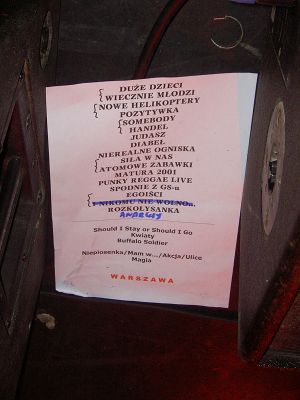 DUŻE DZIECI
WIECZNIE MŁODZI
NOWE HELIKOPTERY
POZYTYWKA
SOMEBODY
HANDEL
JUDASZ
DIABEŁ
NIEREALNE OGNISKA
SIŁA W NAS
ATOMOWE ZABAWKI
MATURA 2001
PUNKY REGGAE LIVE
SPODNIE Z GS-u
EGOIŚCI
I NIKOMU NIE WOLNO..
ROZKOŁYSANKA
ANDRZEJ
Should I Stay or Should I Go
Kwiaty
Buffalo Soldier
Niepiosenka/Mam w.../Akcja/Ulice
Magia
WARSZAWA